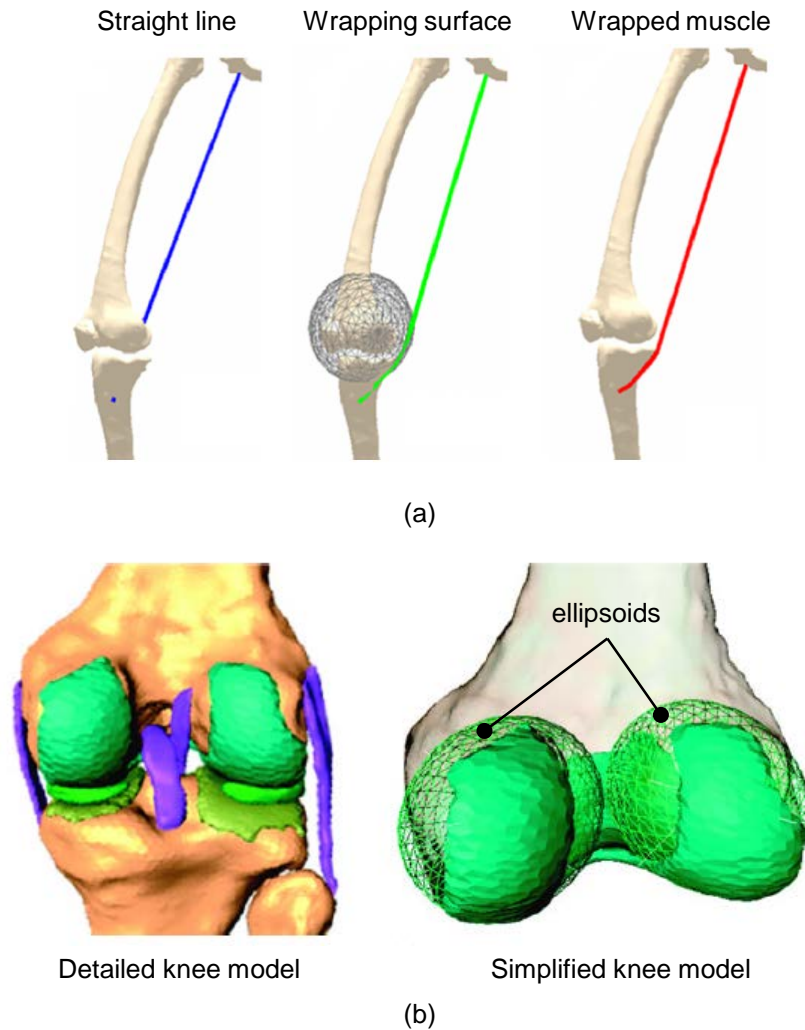 Straight line Wrapping surface Wrapped muscle
(a)
ellipsoids
Detailed knee model Simplified knee model
(b)